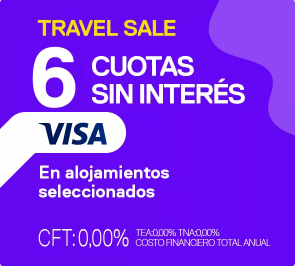 TRAVEL SALE
6 CUOTAS
SIN INTERÉS
VISA
En alojamientos
seleccionados
CFT: 0,00% TEA:0,00% TNA:0,00%
COSTO FINANCIERO TOTAL ANUAL